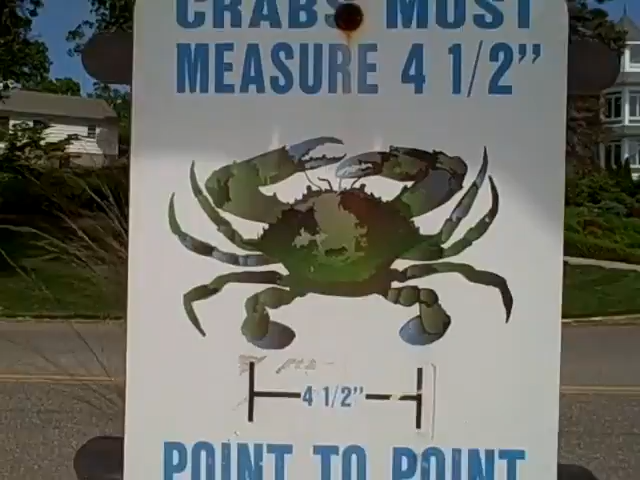 CRABS MUST
MEASURE 4 1/2"
4 1/2"
POINT TO POINT